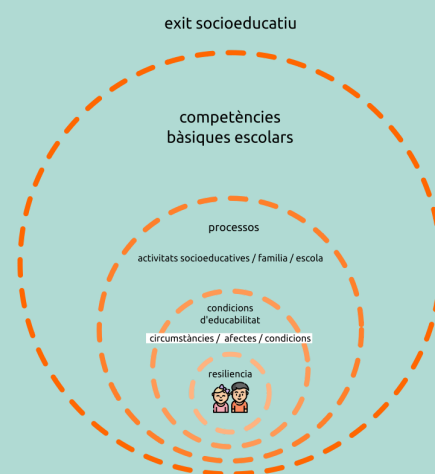 exit socioeducatiu
competències
bàsiques escolars
processos
activitats socioeducatives / familia / escola
condicions
d'educabilitat
circumstàncies / afectes / condicions
resiliencia